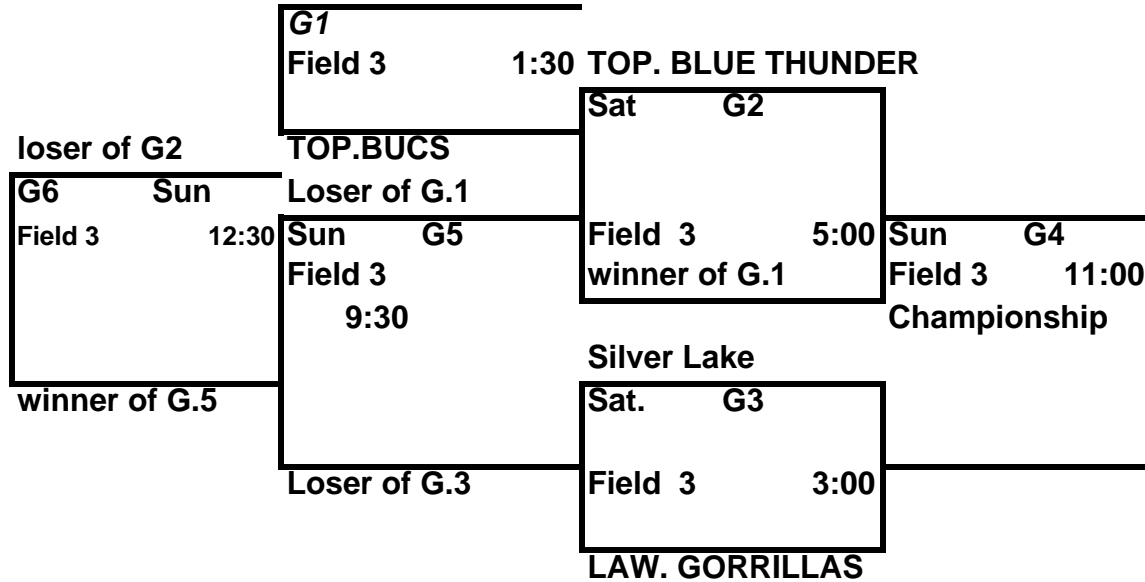 G1
Field 3 1:30 TOP. BLUE THUNDER
Sat G2
loser of G2 TOP.BUCS
G6 Sun Loser of G.1
Field 3 12:30 Sun G5 Field 3 5:00 Sun G4
Field 3 winner of G.1 Field 3 11:00
9:30 Championship
Silver Lake
winner of G.5 Sat. G3
Loser of G.3 Field 3 3:00
LAW. GORRILLAS